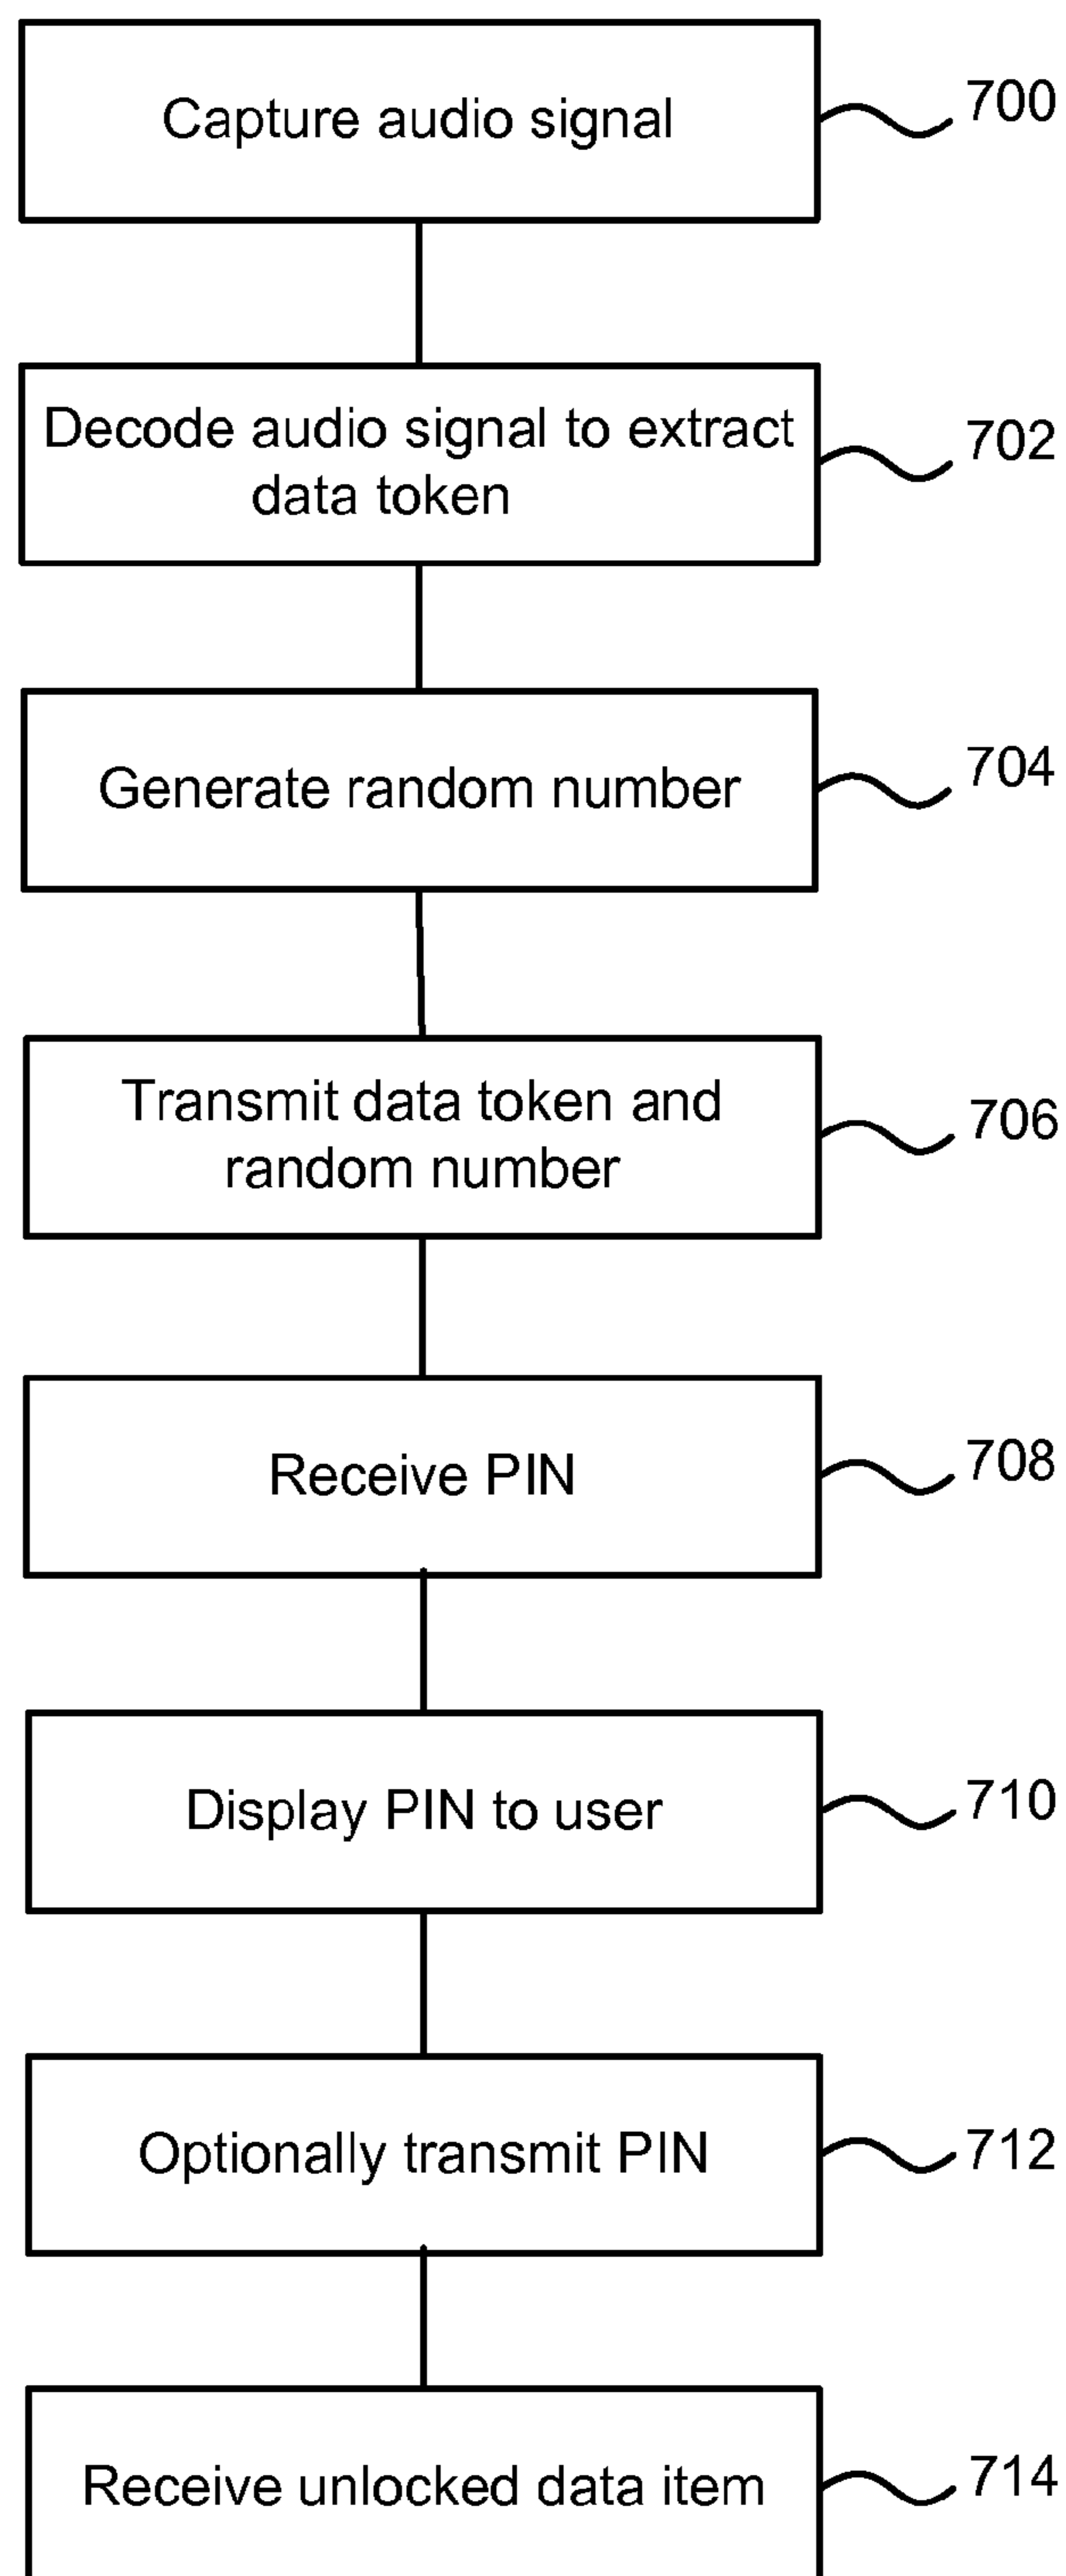 Capture audio signal
700
Decode audio signal to extract
data token
702
Generate random number
704
Transmit data token and
random number
706
Receive PIN
708
Display PIN to user
710
Optionally transmit PIN
712
Receive unlocked data item
714